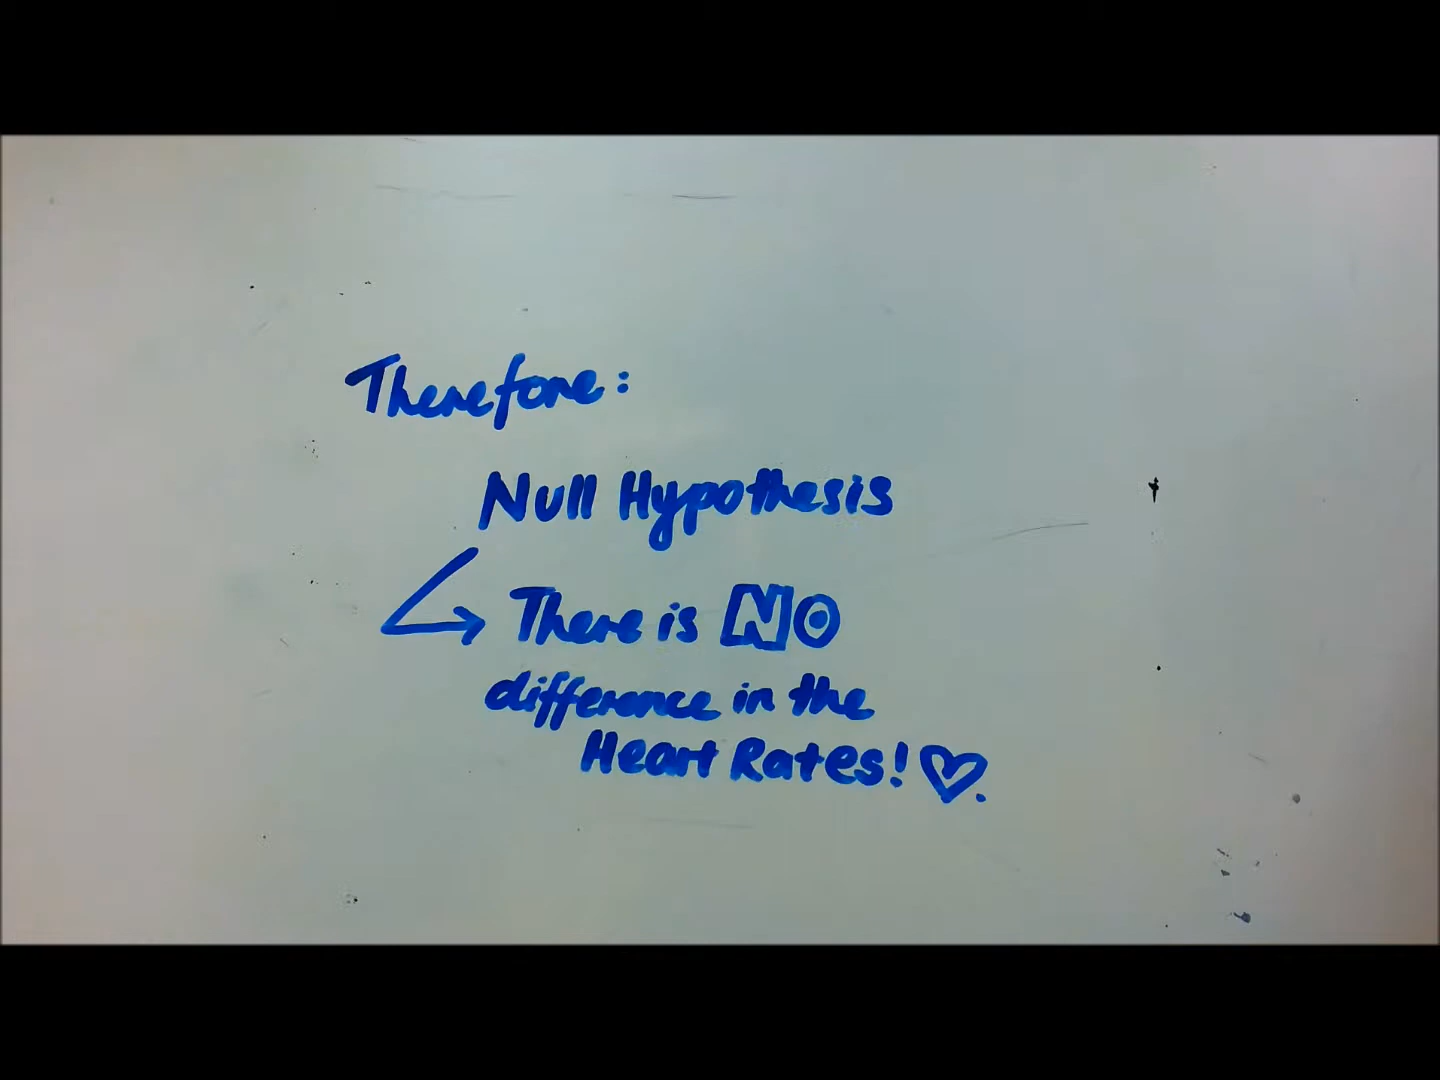 Therefore:
Null Hypothesis
There is NO
difference in the
Heart Rates!